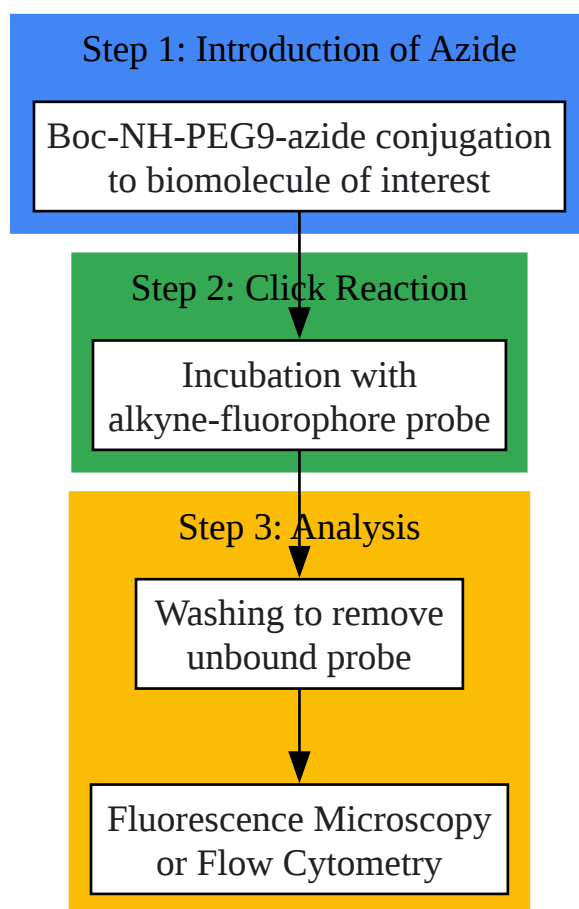 Step 1: Introduction of Azide
Boc-NH-PEG9-azide conjugation
to biomolecule of interest
Step 2: Click Reaction
Incubation with
alkyne-fluorophore probe
Step 3: Analysis
Washing to remove
unbound probe
Fluorescence Microscopy
or Flow Cytometry